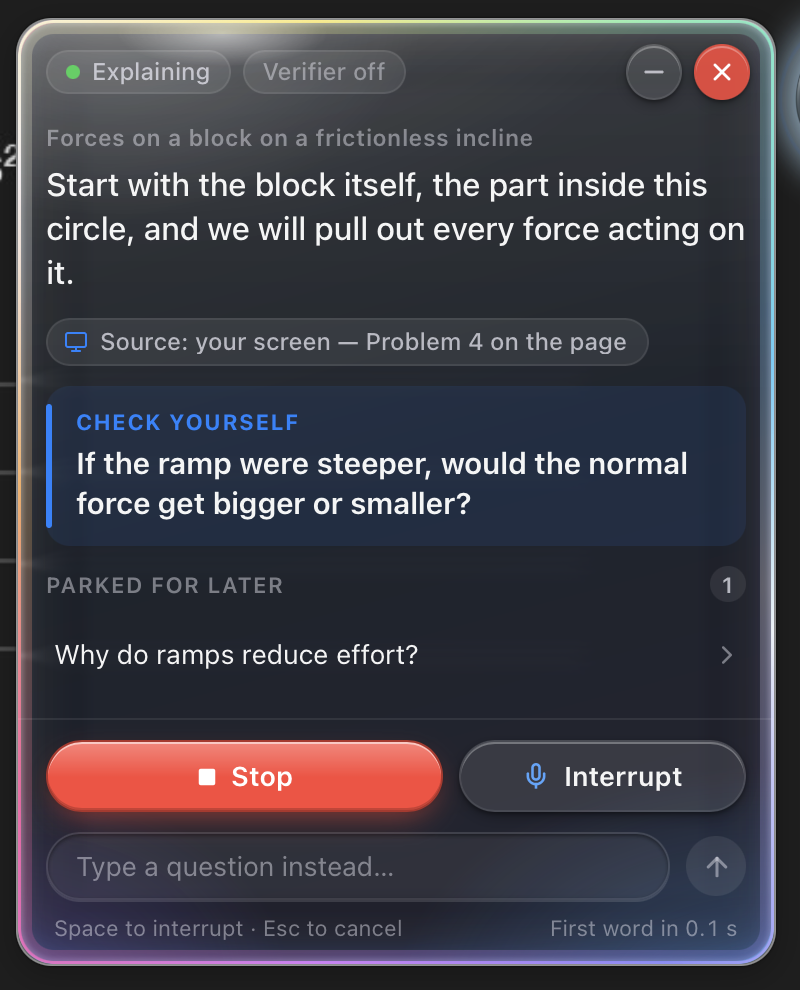 Explaining
Verifier off
Forces on a block on a frictionless incline
Start with the block itself, the part inside this
circle, and we will pull out every force acting on
it.
Source: your screen — Problem 4 on the page
CHECK YOURSELF
If the ramp were steeper, would the normal
force get bigger or smaller?
PARKED FOR LATER
1
Why do ramps reduce effort?
Stop
Interrupt
Type a question instead...
Space to interrupt · Esc to cancel
First word in 0.1 s